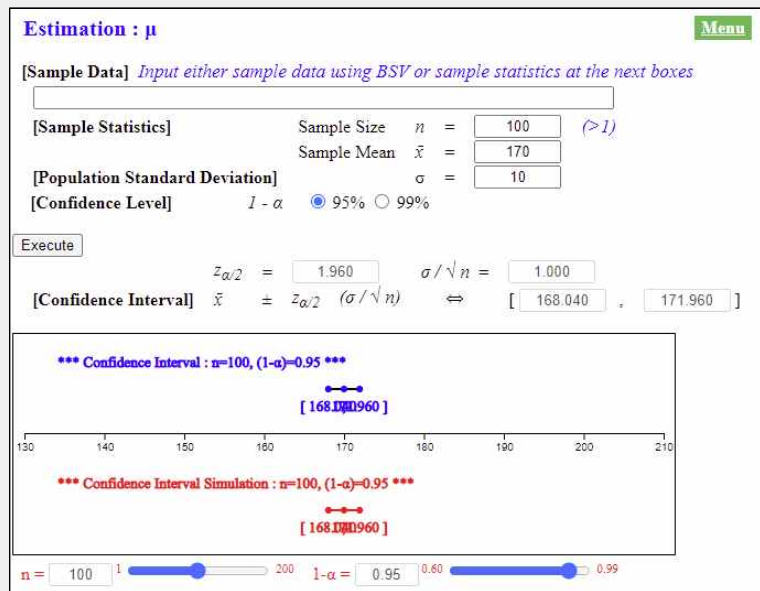 Estimation : μ Menu
[Sample Data] Input either sample data using BSV or sample statistics at the next boxes
[Sample Statistics] Sample Size n = 100 (>1)
Sample Mean x̄ = 170
[Population Standard Deviation] σ = 10
[Confidence Level] 1 - α 95% 99%
Execute
z_α/2 = 1.960 σ / √ n = 1.000
[Confidence Interval] x̄ ± z_α/2 (σ / √ n) ⇔ [ 168.040 , 171.960 ]
*** Confidence Interval : n=100, (1-α)=0.95 ***
130 140 150 160 170 180 190 200 210
*** Confidence Interval Simulation : n=100, (1-α)=0.95 ***
n = 100 1 200 1-α = 0.95 0.60 0.99